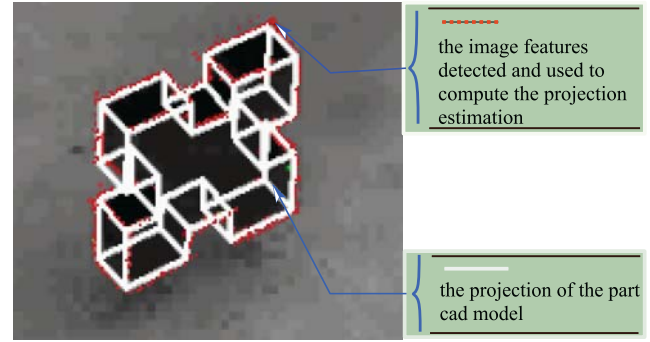 the image features
detected and used to
compute the projection
estimation
the projection of the part
cad model